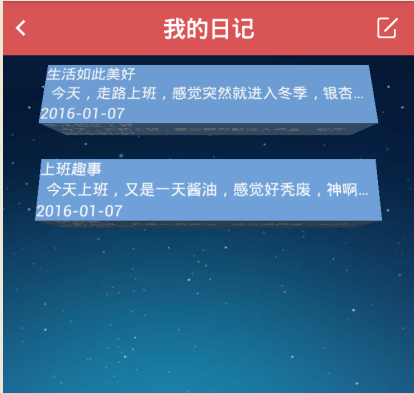 我的日记
生活如此美好
今天，走路上班，感觉突然就进入冬季，银杏...
2016-01-07
上班趣事
今天上班，又是一天酱油，感觉好秃废，神啊...
2016-01-07